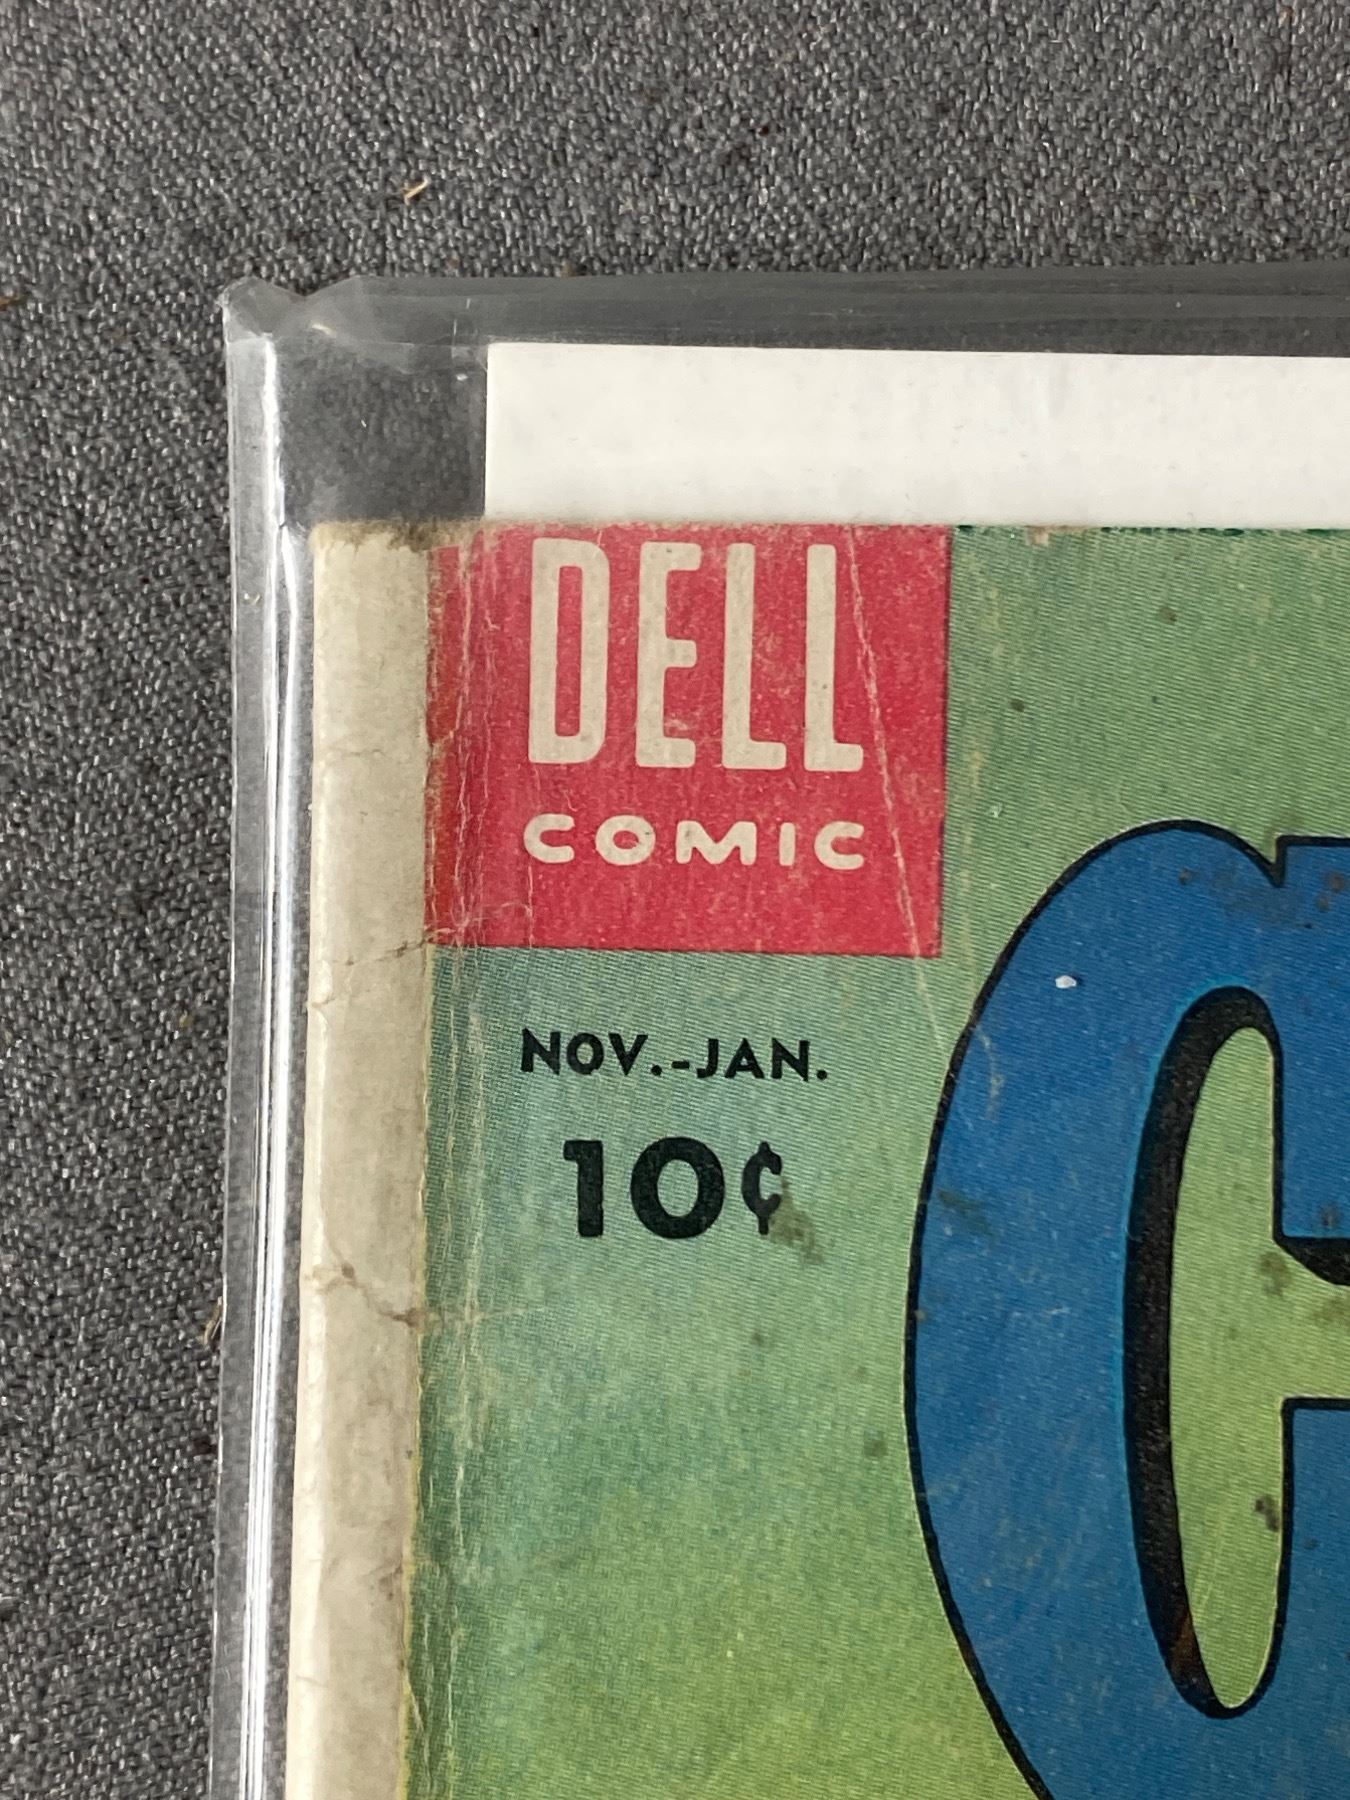 DELL
COMIC
NOV.-JAN.
10¢
G